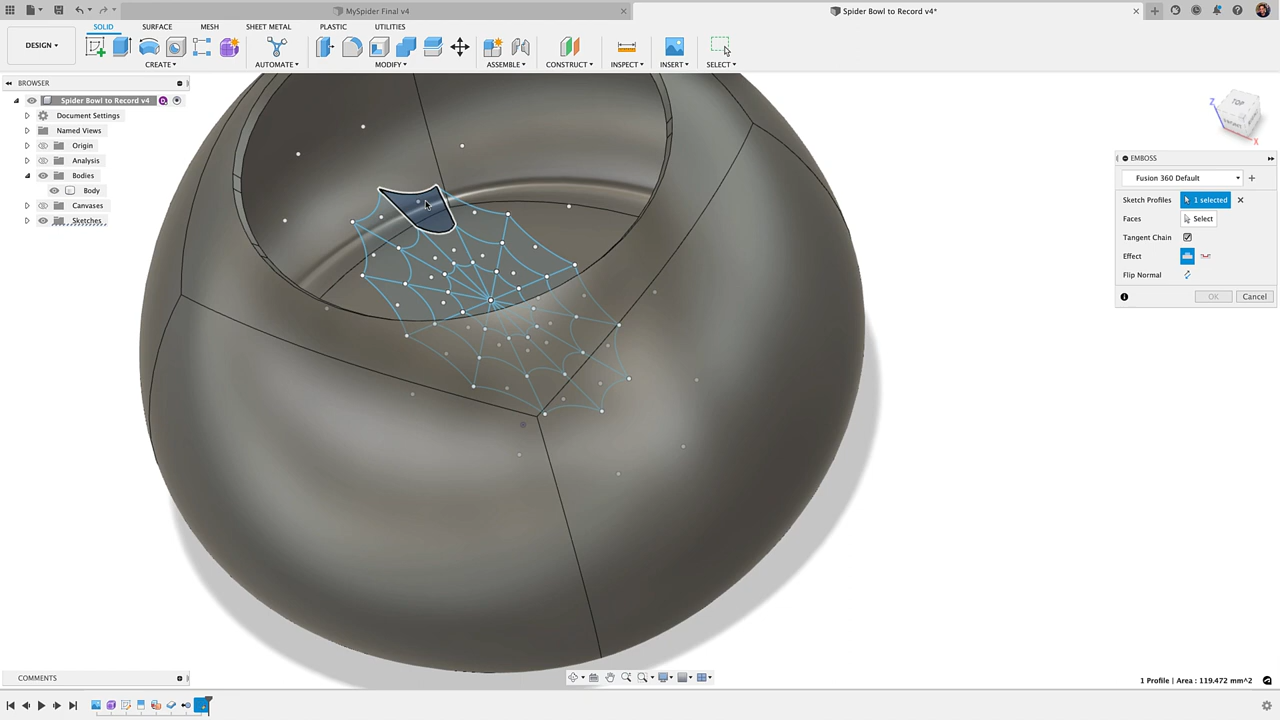 MySpider Final v4
Spider Bowl to Record v4*
DESIGN
SOLID SURFACE MESH SHEET METAL PLASTIC UTILITIES
CREATE AUTOMATE MODIFY ASSEMBLE CONSTRUCT INSPECT INSERT SELECT
BROWSER
Spider Bowl to Record v4
Document Settings
Named Views
Origin
Analysis
Bodies
Body
Canvases
Sketches
TOP
Z
X
EMBOSS
Fusion 360 Default
Sketch Profiles 1 selected
Faces Select
Tangent Chain
Effect
Flip Normal
OK Cancel
COMMENTS
1 Profile | Area : 119.472 mm^2